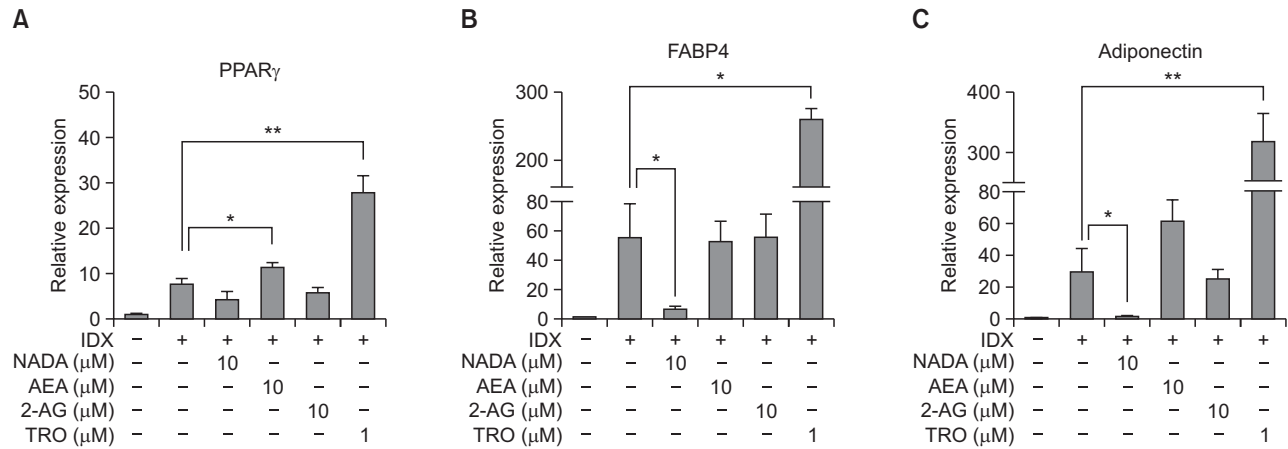 A
PPARγ
Relative expression
50
40
30
20
10
0
**
*
IDX – + + + + +
NADA (μM) – – 10 – – –
AEA (μM) – – – 10 – –
2-AG (μM) – – – – 10 –
TRO (μM) – – – – – 1
B
FABP4
Relative expression
300
200
80
60
40
20
0
*
*
IDX – + + + + +
NADA (μM) – – 10 – – –
AEA (μM) – – – 10 – –
2-AG (μM) – – – – 10 –
TRO (μM) – – – – – 1
C
Adiponectin
Relative expression
400
300
80
60
40
20
0
**
*
IDX – + + + + +
NADA (μM) – – 10 – – –
AEA (μM) – – – 10 – –
2-AG (μM) – – – – 10 –
TRO (μM) – – – – – 1